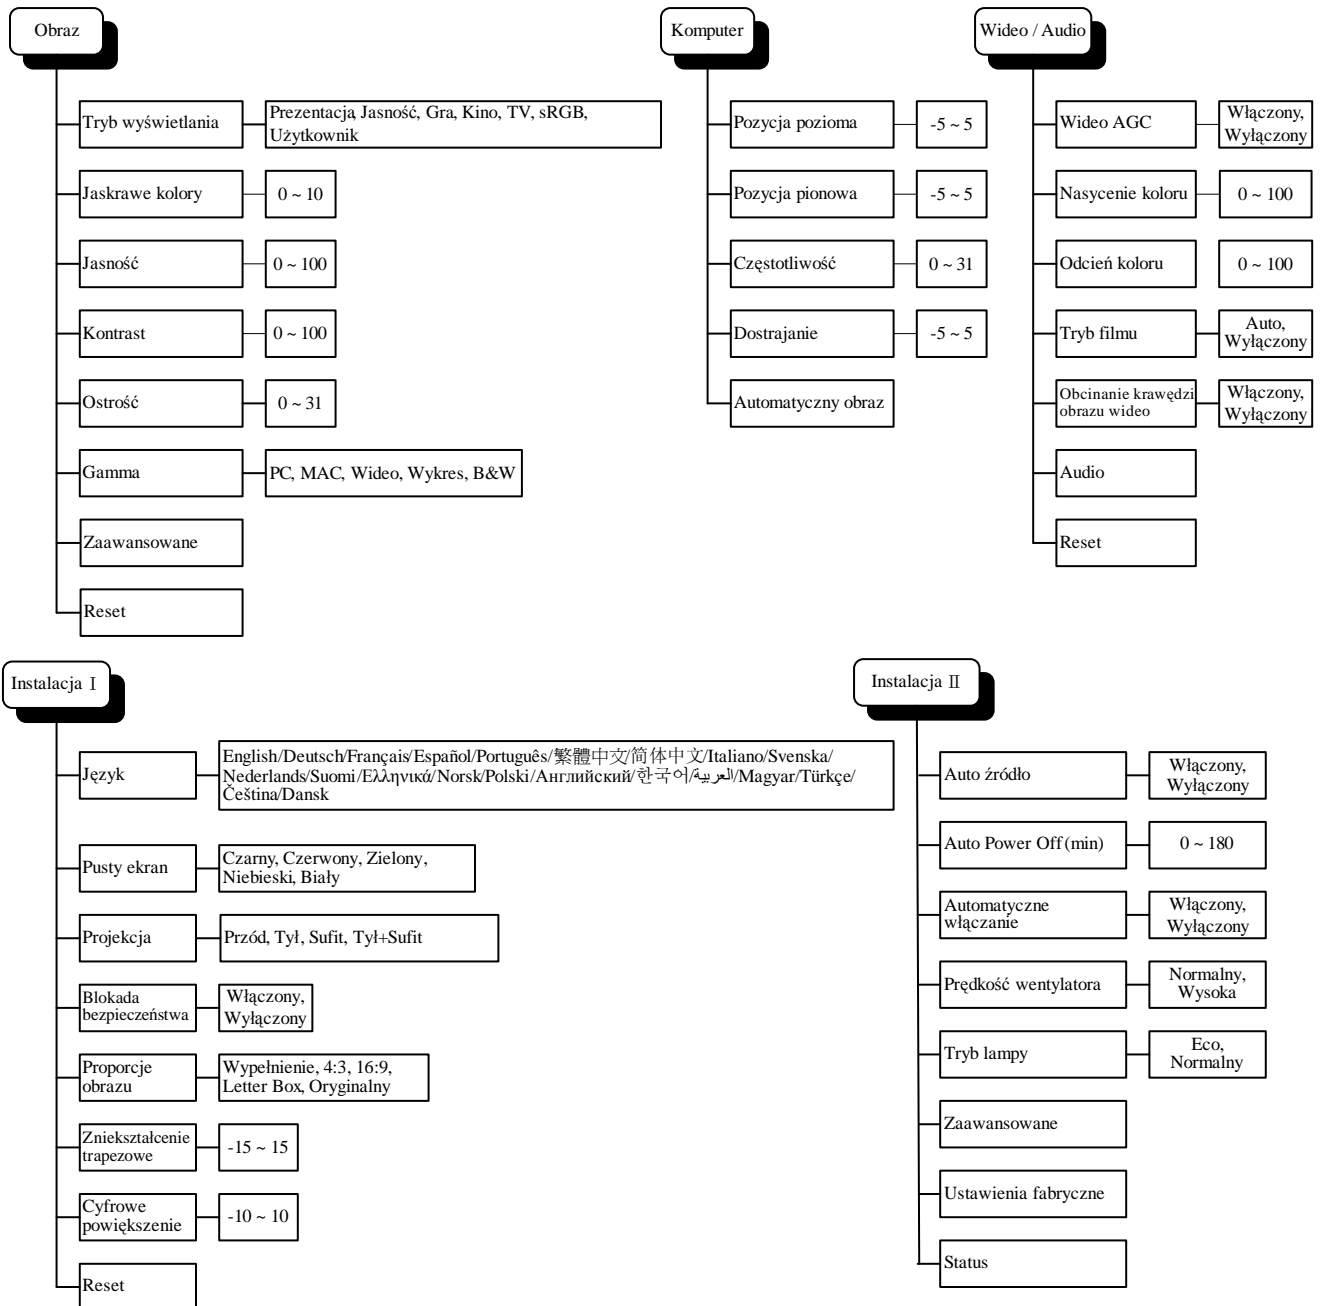 Obraz
Tryb wyświetlania
Prezentacja, Jasność, Gra, Kino, TV, sRGB,
Użytkownik
Jaskrawe kolory
0 ~ 10
Jasność
0 ~ 100
Kontrast
0 ~ 100
Ostrość
0 ~ 31
Gamma
PC, MAC, Wideo, Wykres, B&W
Zaawansowane
Reset
Komputer
Pozycja pozioma
-5 ~ 5
Pozycja pionowa
-5 ~ 5
Częstotliwość
0 ~ 31
Dostrajanie
-5 ~ 5
Automatyczny obraz
Wideo / Audio
Wideo AGC
Włączony,
Wyłączony
Nasycenie koloru
0 ~ 100
Odcień koloru
0 ~ 100
Tryb filmu
Auto,
Wyłączony
Obcinanie krawędzi
obrazu wideo
Włączony,
Wyłączony
Audio
Reset
Instalacja I
Język
English/Deutsch/Français/Español/Português/繁體中文/简体中文/Italiano/Svenska/
Nederlands/Suomi/Ελληνικά/Norsk/Polski/Английский/한국어/العربية/Magyar/Türkçe/
Čeština/Dansk
Pusty ekran
Czarny, Czerwony, Zielony,
Niebieski, Biały
Projekcja
Przód, Tył, Sufit, Tył+Sufit
Blokada
bezpieczeństwa
Włączony,
Wyłączony
Proporcje
obrazu
Wypełnienie, 4:3, 16:9,
Letter Box, Oryginalny
Zniekształcenie
trapezowe
-15 ~ 15
Cyfrowe
powiększenie
-10 ~ 10
Reset
Instalacja II
Auto źródło
Włączony,
Wyłączony
Auto Power Off (min)
0 ~ 180
Automatyczne
włączanie
Włączony,
Wyłączony
Prędkość wentylatora
Normalny,
Wysoka
Tryb lampy
Eco,
Normalny
Zaawansowane
Ustawienia fabryczne
Status